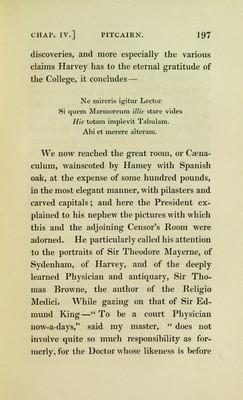 CHAP. IV.] PITCAIRN. 197
discoveries, and more especially the various
claims Harvey has to the eternal gratitude of
the College, it concludes—
Ne mireris igitur Lector
Si quem Marmoreum illic stare vides
Hic totam implevit Tabulam.
Abi et merere alteram.
We now reached the great room, or Cæna-
culum, wainscoted by Hamey with Spanish
oak, at the expense of some hundred pounds,
in the most elegant manner, with pilasters and
carved capitals; and here the President ex-
plained to his nephew the pictures with which
this and the adjoining Censor's Room were
adorned. He particularly called his attention
to the portraits of Sir Theodore Mayerne, of
Sydenham, of Harvey, and of the deeply
learned Physician and antiquary, Sir Tho-
mas Browne, the author of the Religio
Medici. While gazing on that of Sir Ed-
mund King—“ To be a court Physician
now-a-days,” said my master, “ does not
involve quite so much responsibility as for-
merly, for the Doctor whose likeness is before